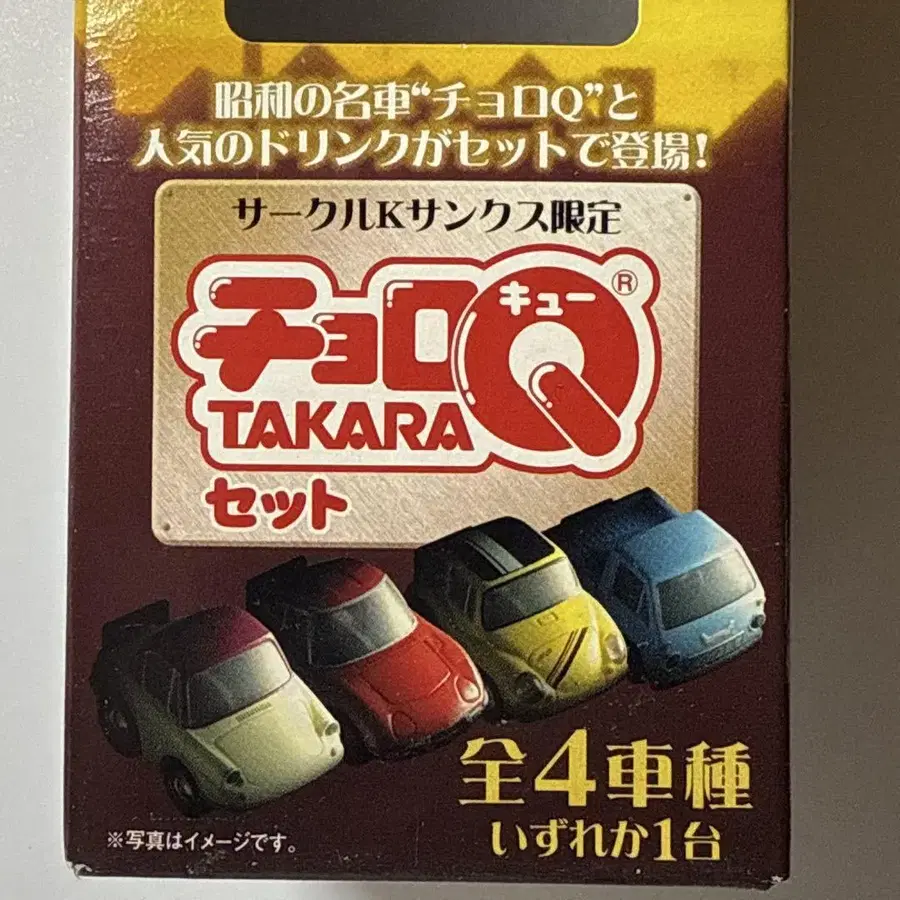 昭和の名車“チョロQ”と
人気のドリンクがセットで登場!
サークルKサンクス限定
チョロQ
キュー
®
TAKARA
セット
全4車種
いずれか1台
※写真はイメージです。